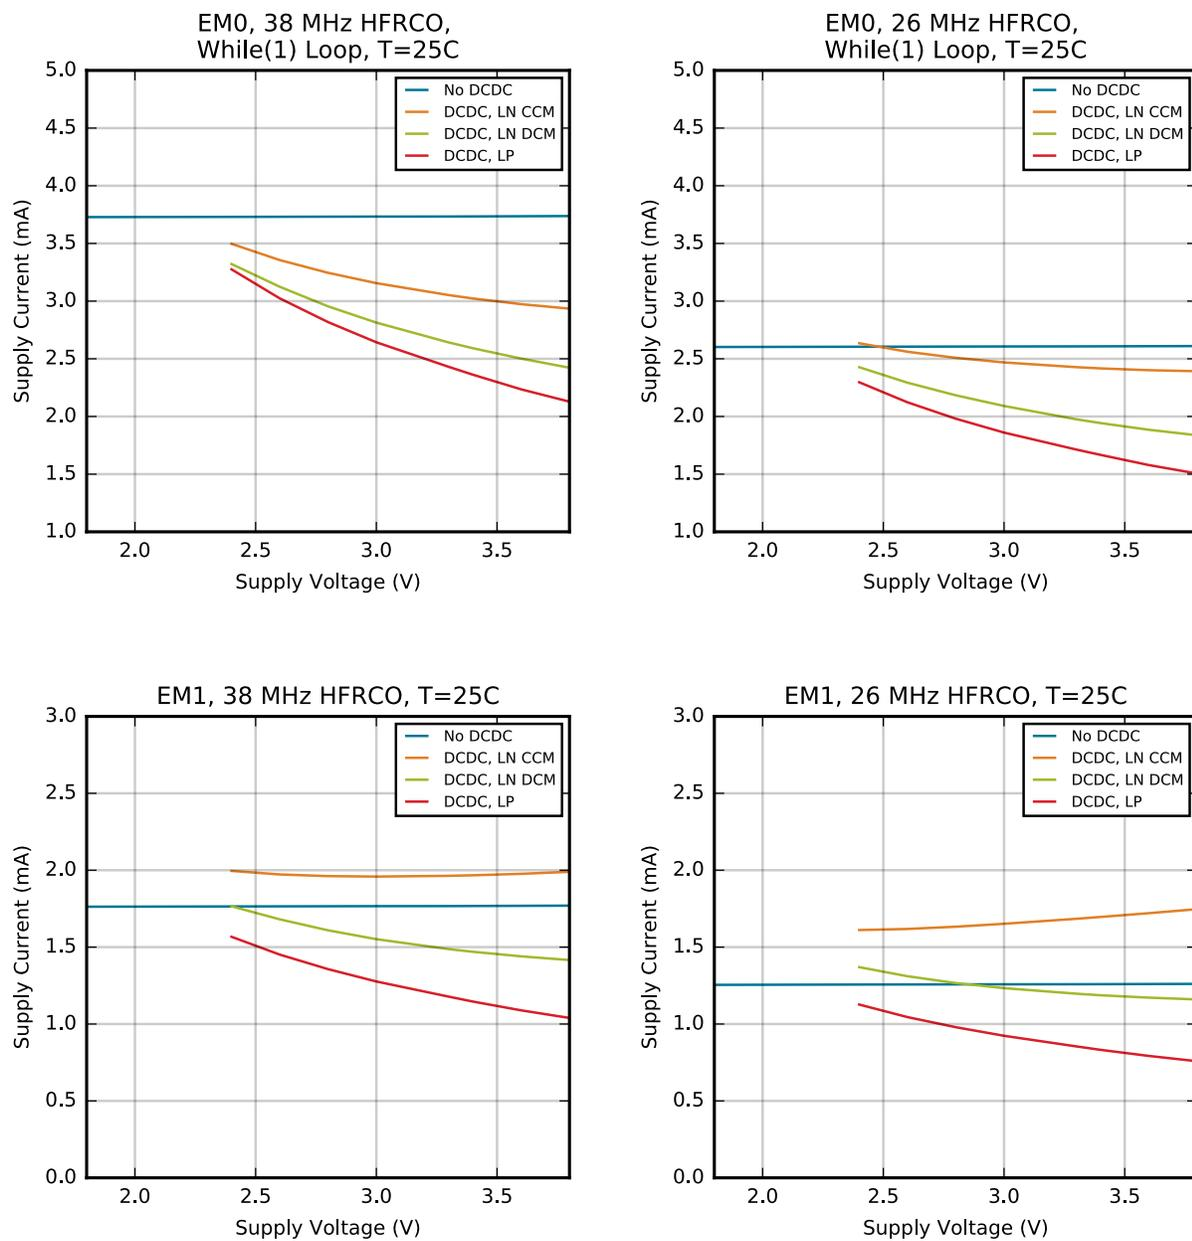 EM0, 38 MHz HFRCO,
While(1) Loop, T=25C
5.0
4.5
4.0
3.5
3.0
2.5
2.0
1.5
1.0
Supply Current (mA)
No DCDC
DCDC, LN CCM
DCDC, LN DCM
DCDC, LP
2.0 2.5 3.0 3.5
Supply Voltage (V)
EM0, 26 MHz HFRCO,
While(1) Loop, T=25C
5.0
4.5
4.0
3.5
3.0
2.5
2.0
1.5
1.0
Supply Current (mA)
No DCDC
DCDC, LN CCM
DCDC, LN DCM
DCDC, LP
2.0 2.5 3.0 3.5
Supply Voltage (V)
EM1, 38 MHz HFRCO, T=25C
3.0
2.5
2.0
1.5
1.0
0.5
0.0
Supply Current (mA)
No DCDC
DCDC, LN CCM
DCDC, LN DCM
DCDC, LP
2.0 2.5 3.0 3.5
Supply Voltage (V)
EM1, 26 MHz HFRCO, T=25C
3.0
2.5
2.0
1.5
1.0
0.5
0.0
Supply Current (mA)
No DCDC
DCDC, LN CCM
DCDC, LN DCM
DCDC, LP
2.0 2.5 3.0 3.5
Supply Voltage (V)